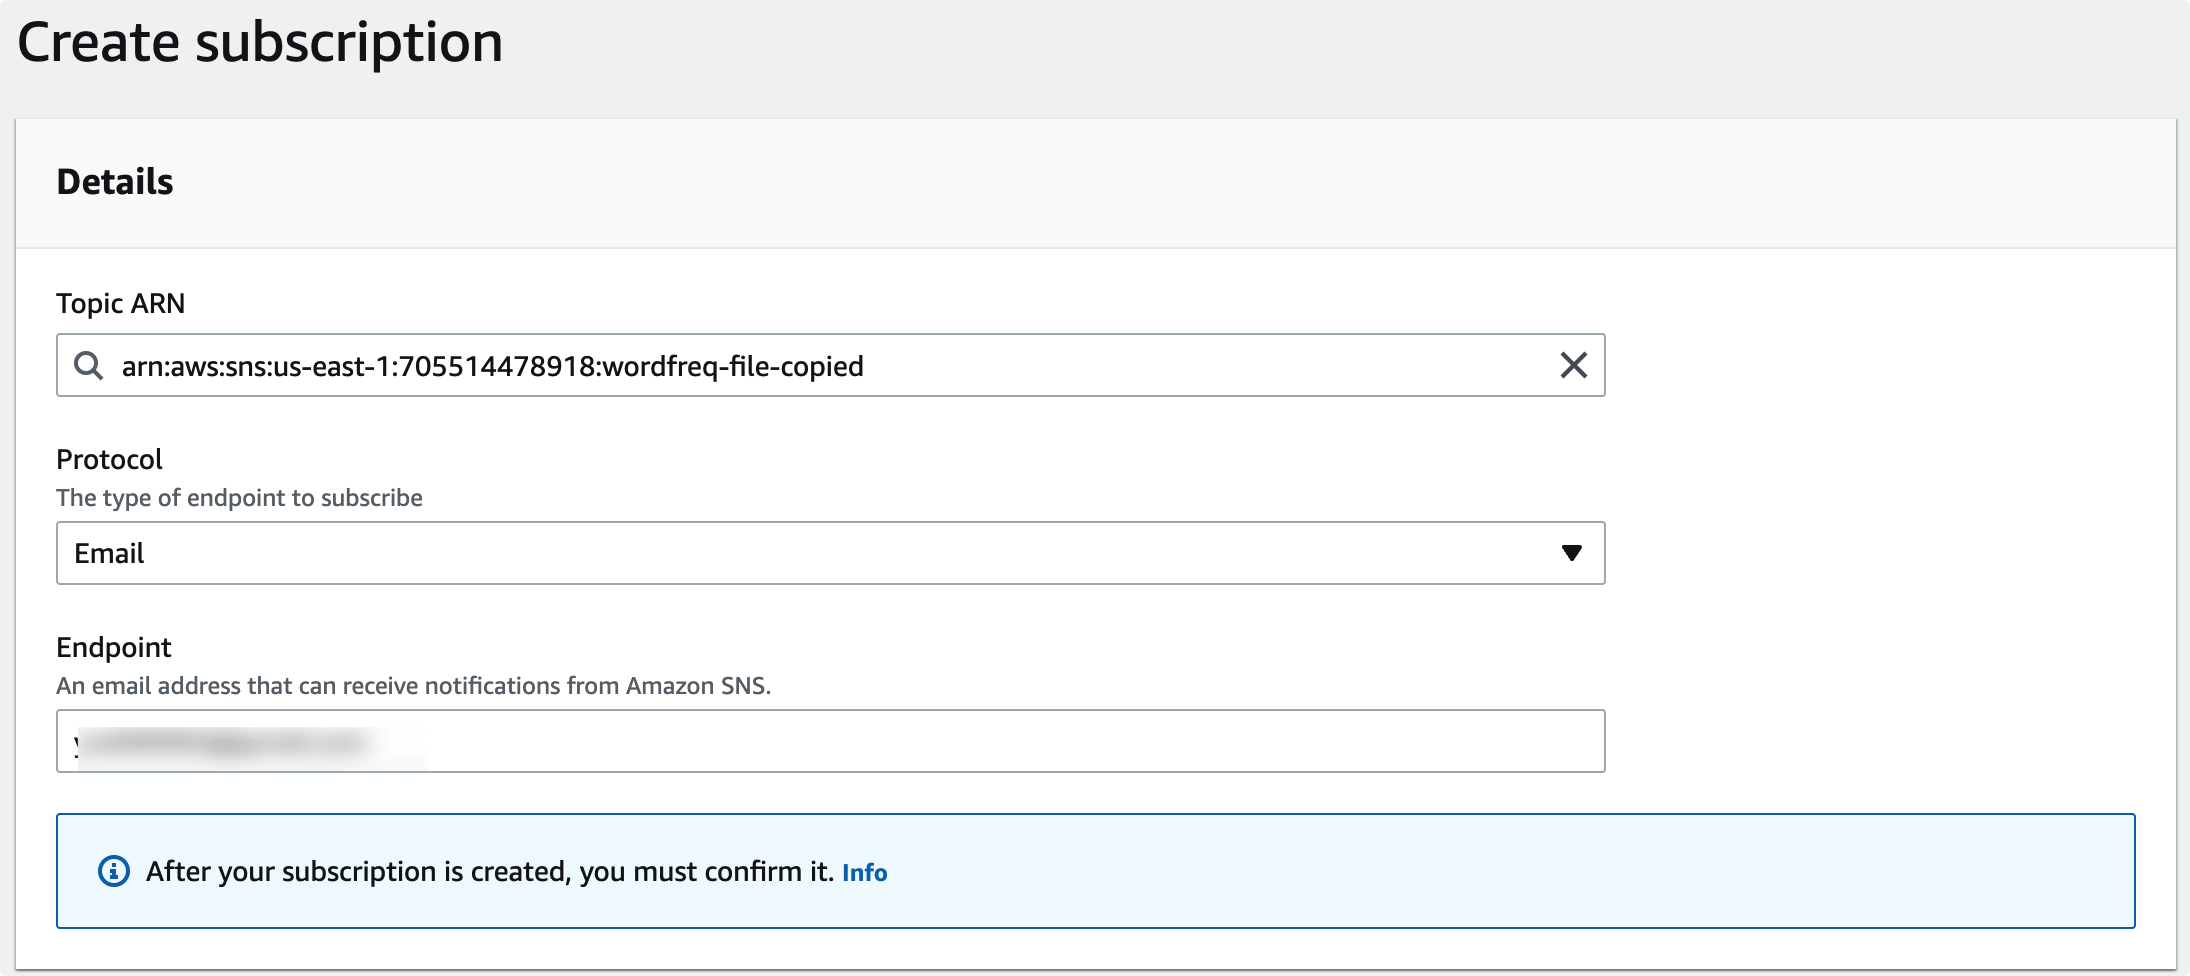 Create subscription
Details
Topic ARN
arn:aws:sns:us-east-1:705514478918:wordfreq-file-copied
Protocol
The type of endpoint to subscribe
Email
Endpoint
An email address that can receive notifications from Amazon SNS.
After your subscription is created, you must confirm it. Info